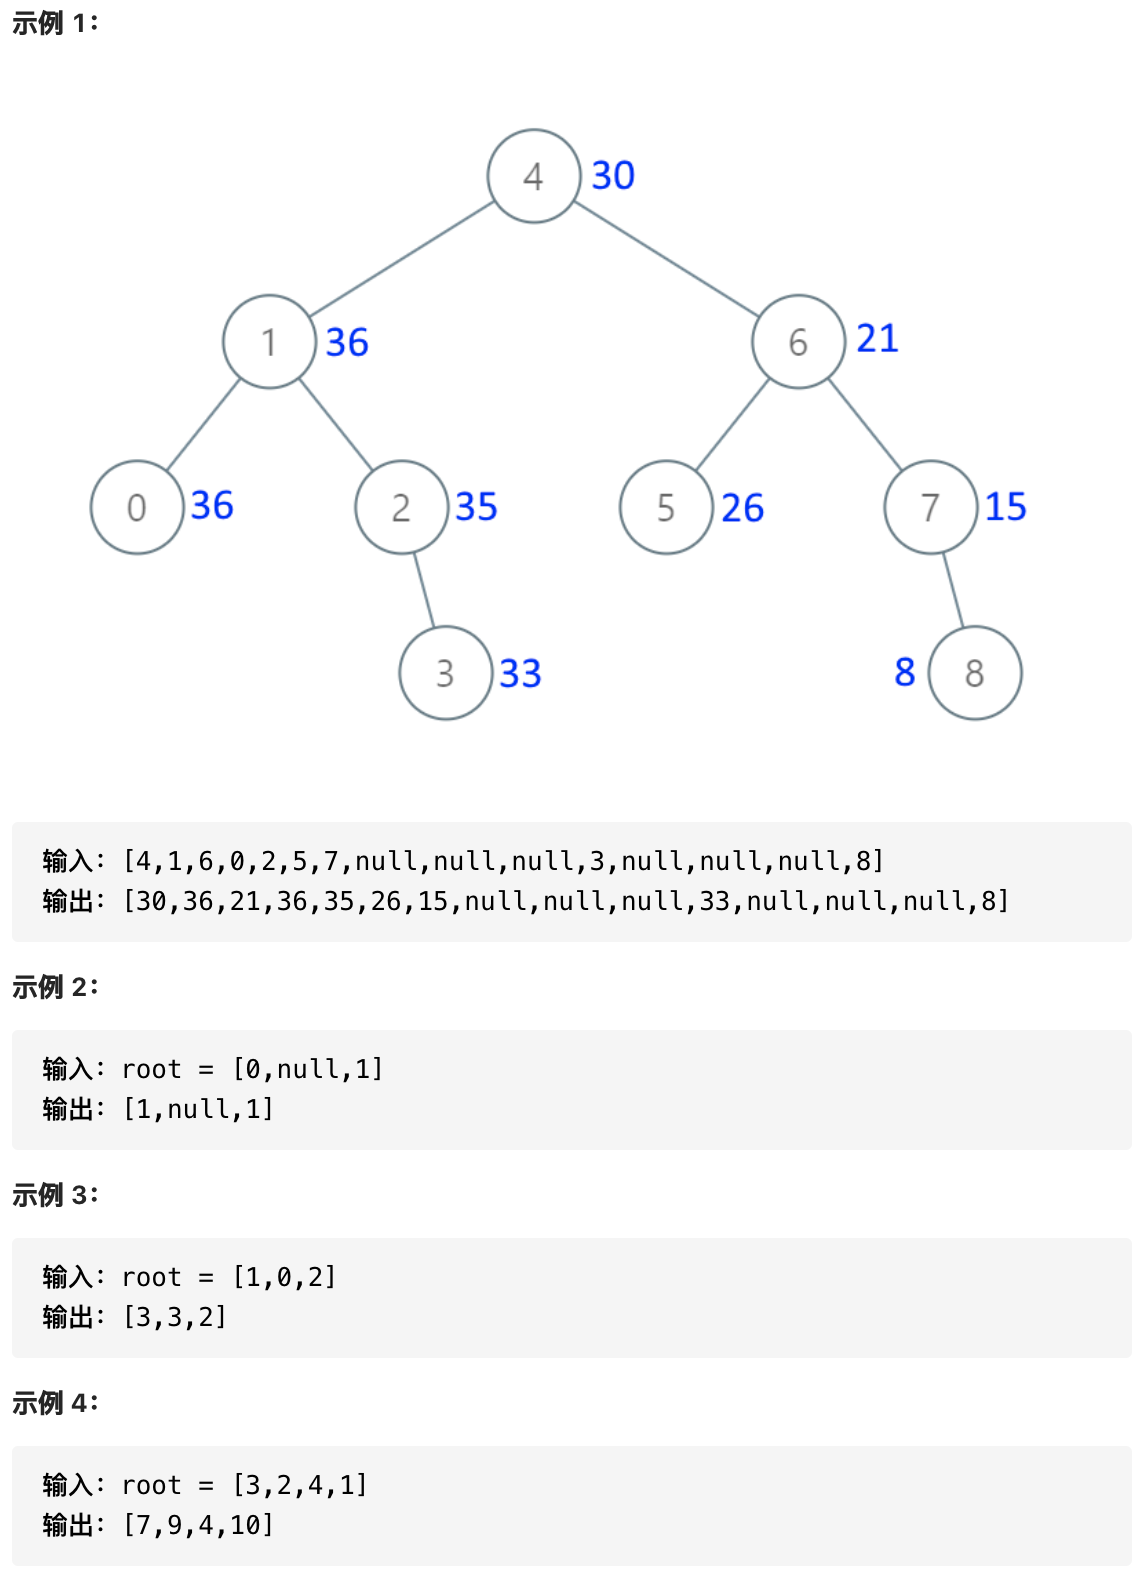 示例 1：
4 30
1 36 6 21
0 36 2 35 5 26 7 15
3 33 8 8
输入：[4,1,6,0,2,5,7,null,null,null,3,null,null,null,8]
输出：[30,36,21,36,35,26,15,null,null,null,33,null,null,null,8]
示例 2：
输入：root = [0,null,1]
输出：[1,null,1]
示例 3：
输入：root = [1,0,2]
输出：[3,3,2]
示例 4：
输入：root = [3,2,4,1]
输出：[7,9,4,10]